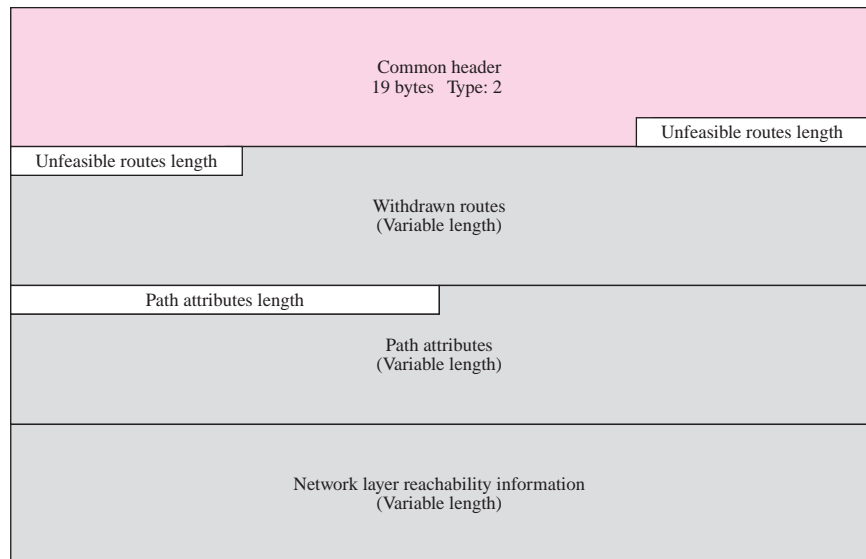 Common header
19 bytes Type: 2
Unfeasible routes length
Unfeasible routes length
Withdrawn routes
(Variable length)
Path attributes length
Path attributes
(Variable length)
Network layer reachability information
(Variable length)